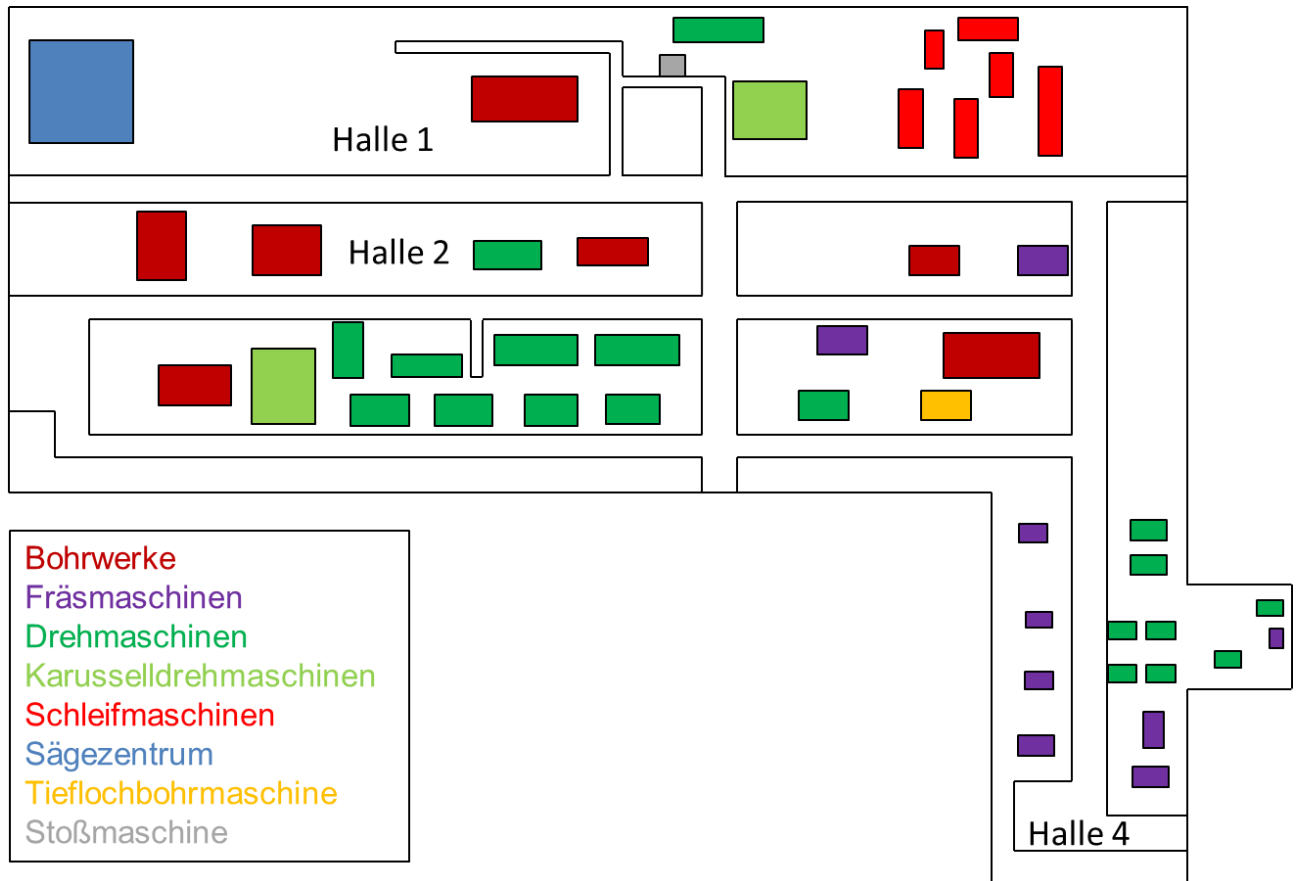 Halle 1
Halle 2
Bohrwerke
Fräsmaschinen
Drehmaschinen
Karusselldrehmaschinen
Schleifmaschinen
Sägezentrum
Tieflochbohrmaschine
Stoßmaschine
Halle 4